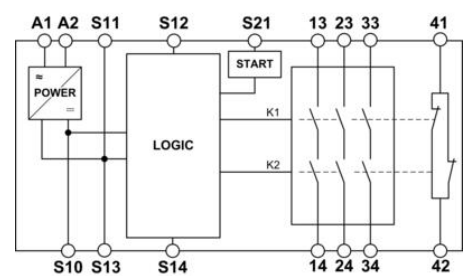 A1 A2 S11 S12 S21 13 23 33 41
≈
START
POWER
K1
LOGIC
K2
S10 S13 S14 14 24 34 42